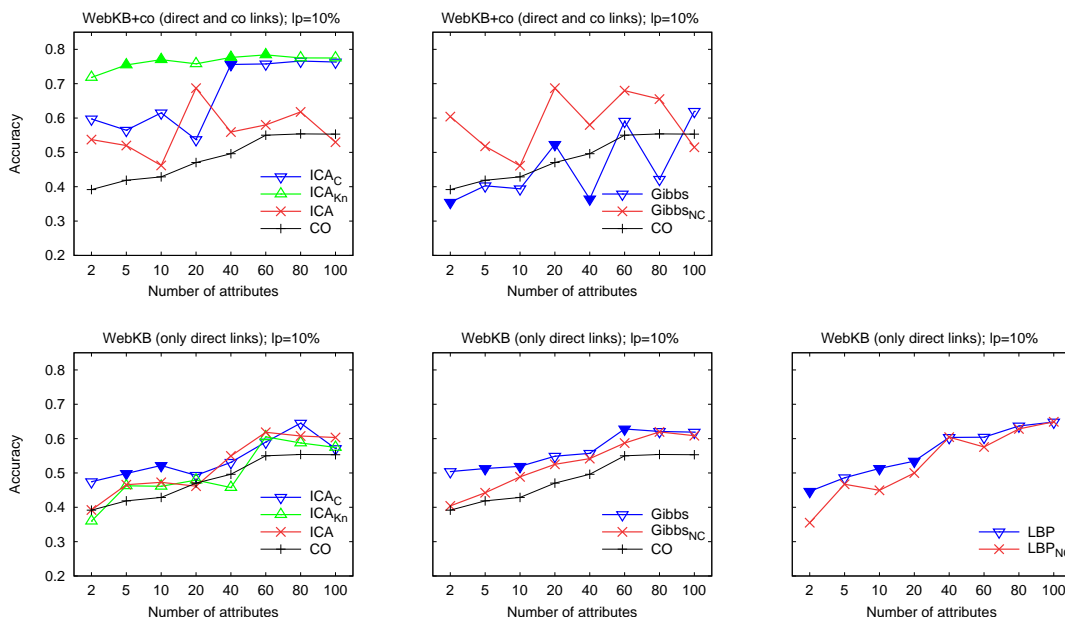 WebKB+co (direct and co links); lp=10%
Accuracy
0.8
0.7
0.6
0.5
0.4
0.3
0.2
ICA_C
ICA_Kn
ICA
CO
2 5 10 20 40 60 80 100
Number of attributes
WebKB+co (direct and co links); lp=10%
Gibbs
Gibbs_NC
CO
2 5 10 20 40 60 80 100
Number of attributes
WebKB (only direct links); lp=10%
Accuracy
0.8
0.7
0.6
0.5
0.4
0.3
0.2
ICA_C
ICA_Kn
ICA
CO
2 5 10 20 40 60 80 100
Number of attributes
WebKB (only direct links); lp=10%
Gibbs
Gibbs_NC
CO
2 5 10 20 40 60 80 100
Number of attributes
WebKB (only direct links); lp=10%
LBP
LBP_NC
2 5 10 20 40 60 80 100
Number of attributes